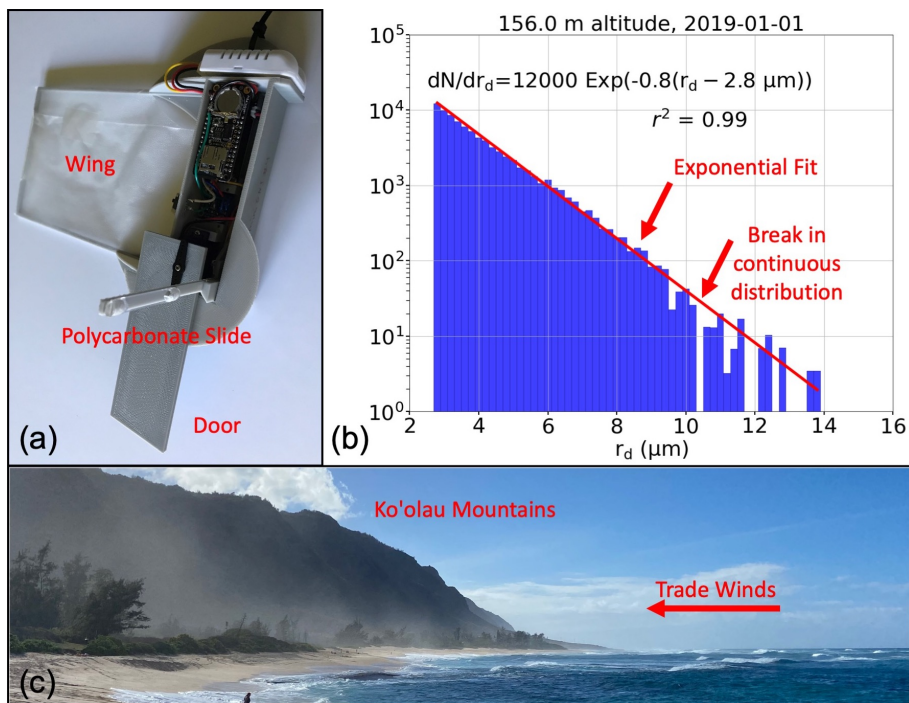 Wing
Polycarbonate Slide
Door
(a)
156.0 m altitude, 2019-01-01
dN/dr_d=12000 Exp(-0.8(r_d − 2.8 μm))
r² = 0.99
Exponential Fit
Break in
continuous
distribution
10⁵
10⁴
10³
10²
10¹
10⁰
2 4 6 8 10 12 14 16
r_d (μm)
(b)
Ko'olau Mountains
Trade Winds
(c)